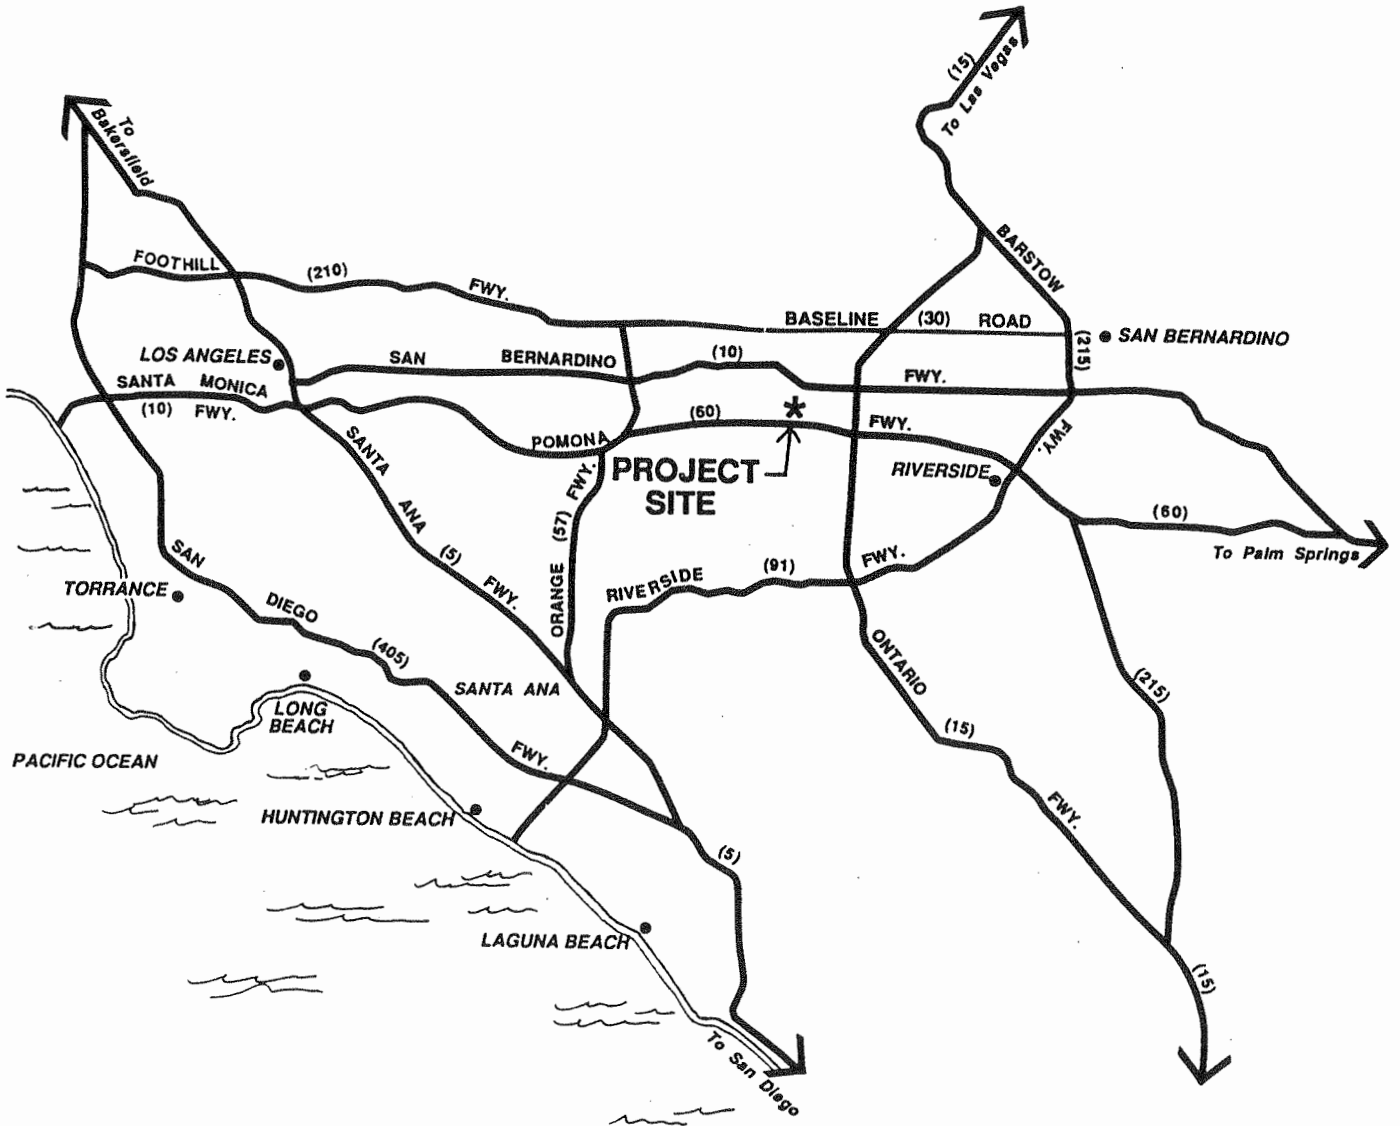 (15)
To Las Vegas
To
Bakersfield
BARSTOW
FOOTHILL
(210)
FWY.
BASELINE
(30)
ROAD
(215)
SAN BERNARDINO
LOS ANGELES
SAN
BERNARDINO
(10)
FWY.
SANTA
MONICA
(10)
FWY.
(60)
*
FWY.
FWY.
SANTA
ANA
(5)
FWY.
POMONA
PROJECT
SITE
RIVERSIDE
ORANGE
(57)
FWY.
(60)
To Palm Springs
SAN
DIEGO
(405)
FWY.
TORRANCE
RIVERSIDE
(91)
FWY.
ONTARIO
(15)
FWY.
(215)
SANTA ANA
LONG
BEACH
PACIFIC OCEAN
HUNTINGTON BEACH
(5)
LAGUNA BEACH
(15)
To San Diego